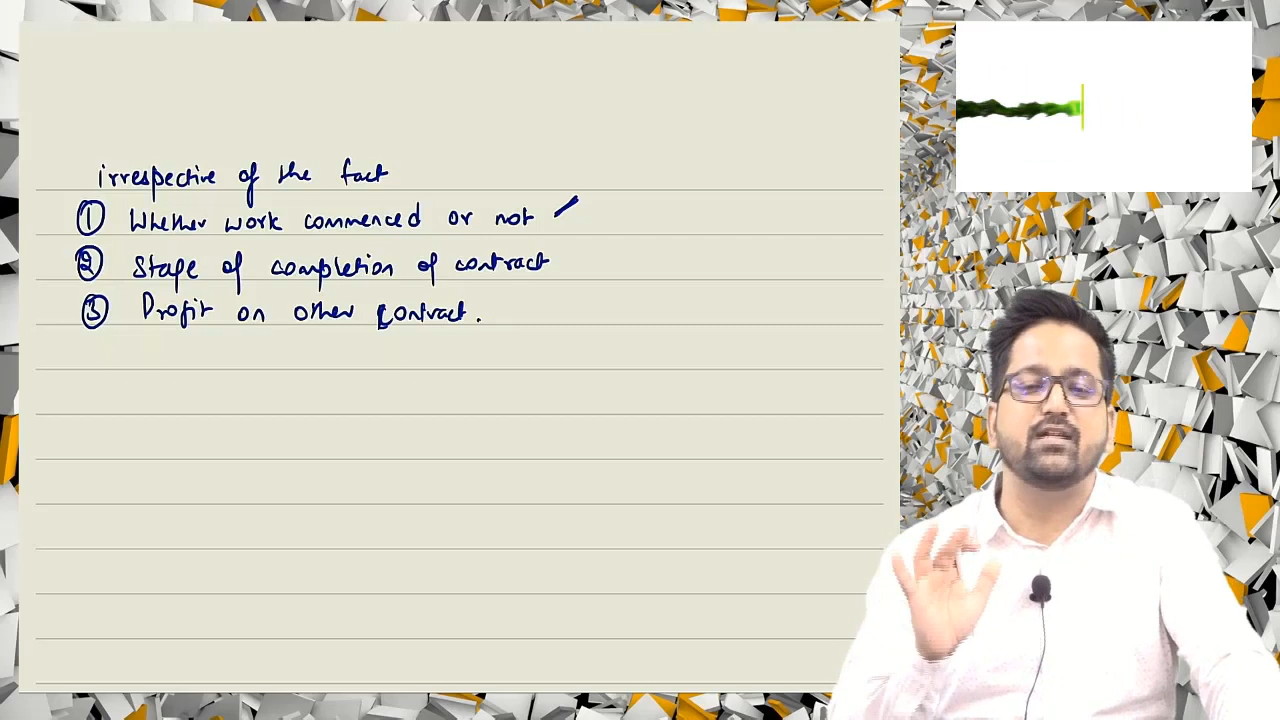 irrespective of the fact
① Whether work commenced or not
② Stage of completion of contract
③ Profit on other contract.